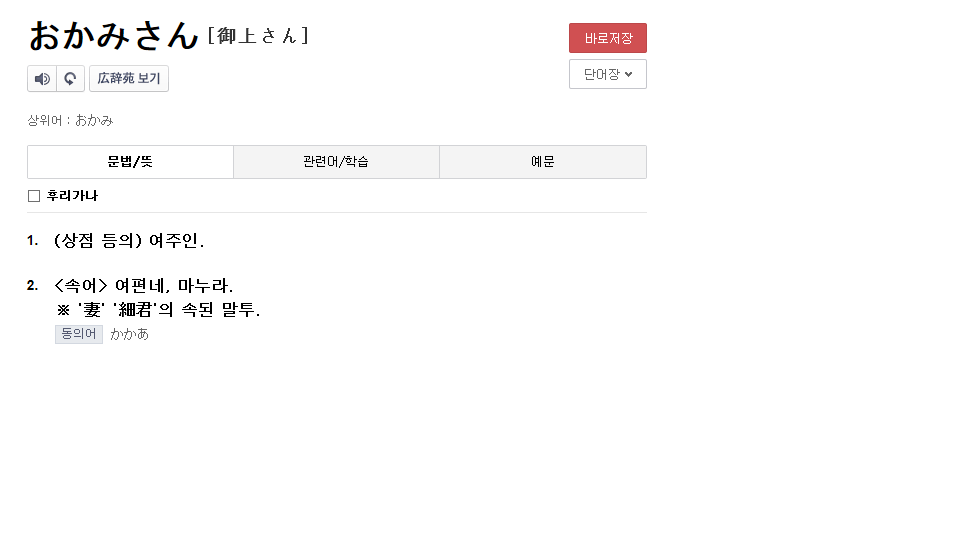 おかみさん [御上さん]
바로저장
広辞苑 보기
단어장
상위어 : おかみ
문법/뜻 관련어/학습 예문
후리가나
1. (상점 등의) 여주인.
2. <속어> 여편네, 마누라.
※ '妻' '細君'의 속된 말투.
동의어 かかあ